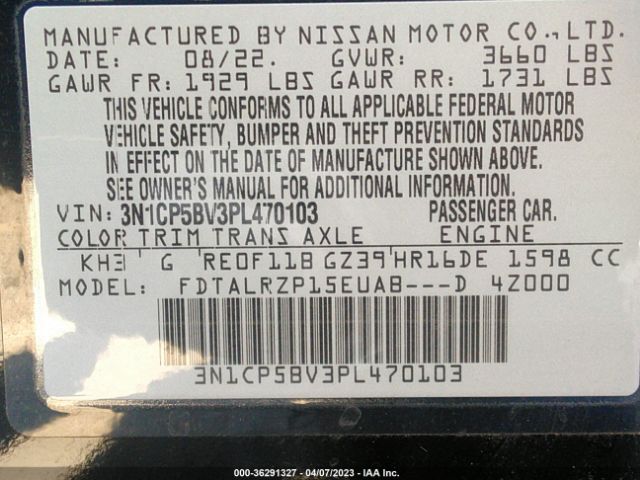 MANUFACTURED BY NISSAN MOTOR CO., LTD.
DATE: 08/22. GVWR: 3660 LBS
GAWR FR: 1929 LBS GAWR RR: 1731 LBS
THIS VEHICLE CONFORMS TO ALL APPLICABLE FEDERAL MOTOR
VEHICLE SAFETY, BUMPER AND THEFT PREVENTION STANDARDS
IN EFFECT ON THE DATE OF MANUFACTURE SHOWN ABOVE.
SEE OWNER'S MANUAL FOR ADDITIONAL INFORMATION.
VIN: 3N1CP5BV3PL470103 PASSENGER CAR.
COLOR TRIM TRANS AXLE ENGINE
KH3 G RE0F11B GZ39 HR16DE 1598 CC
MODEL: FDTALRZP15EUAB---D 4Z000
3N1CP5BV3PL470103
000-36291327 - 04/07/2023 - IAA Inc.